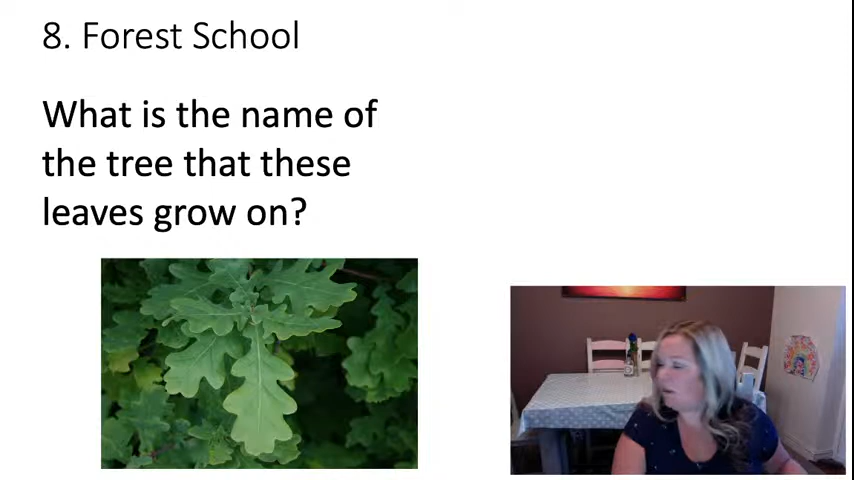 8. Forest School
What is the name of
the tree that these
leaves grow on?